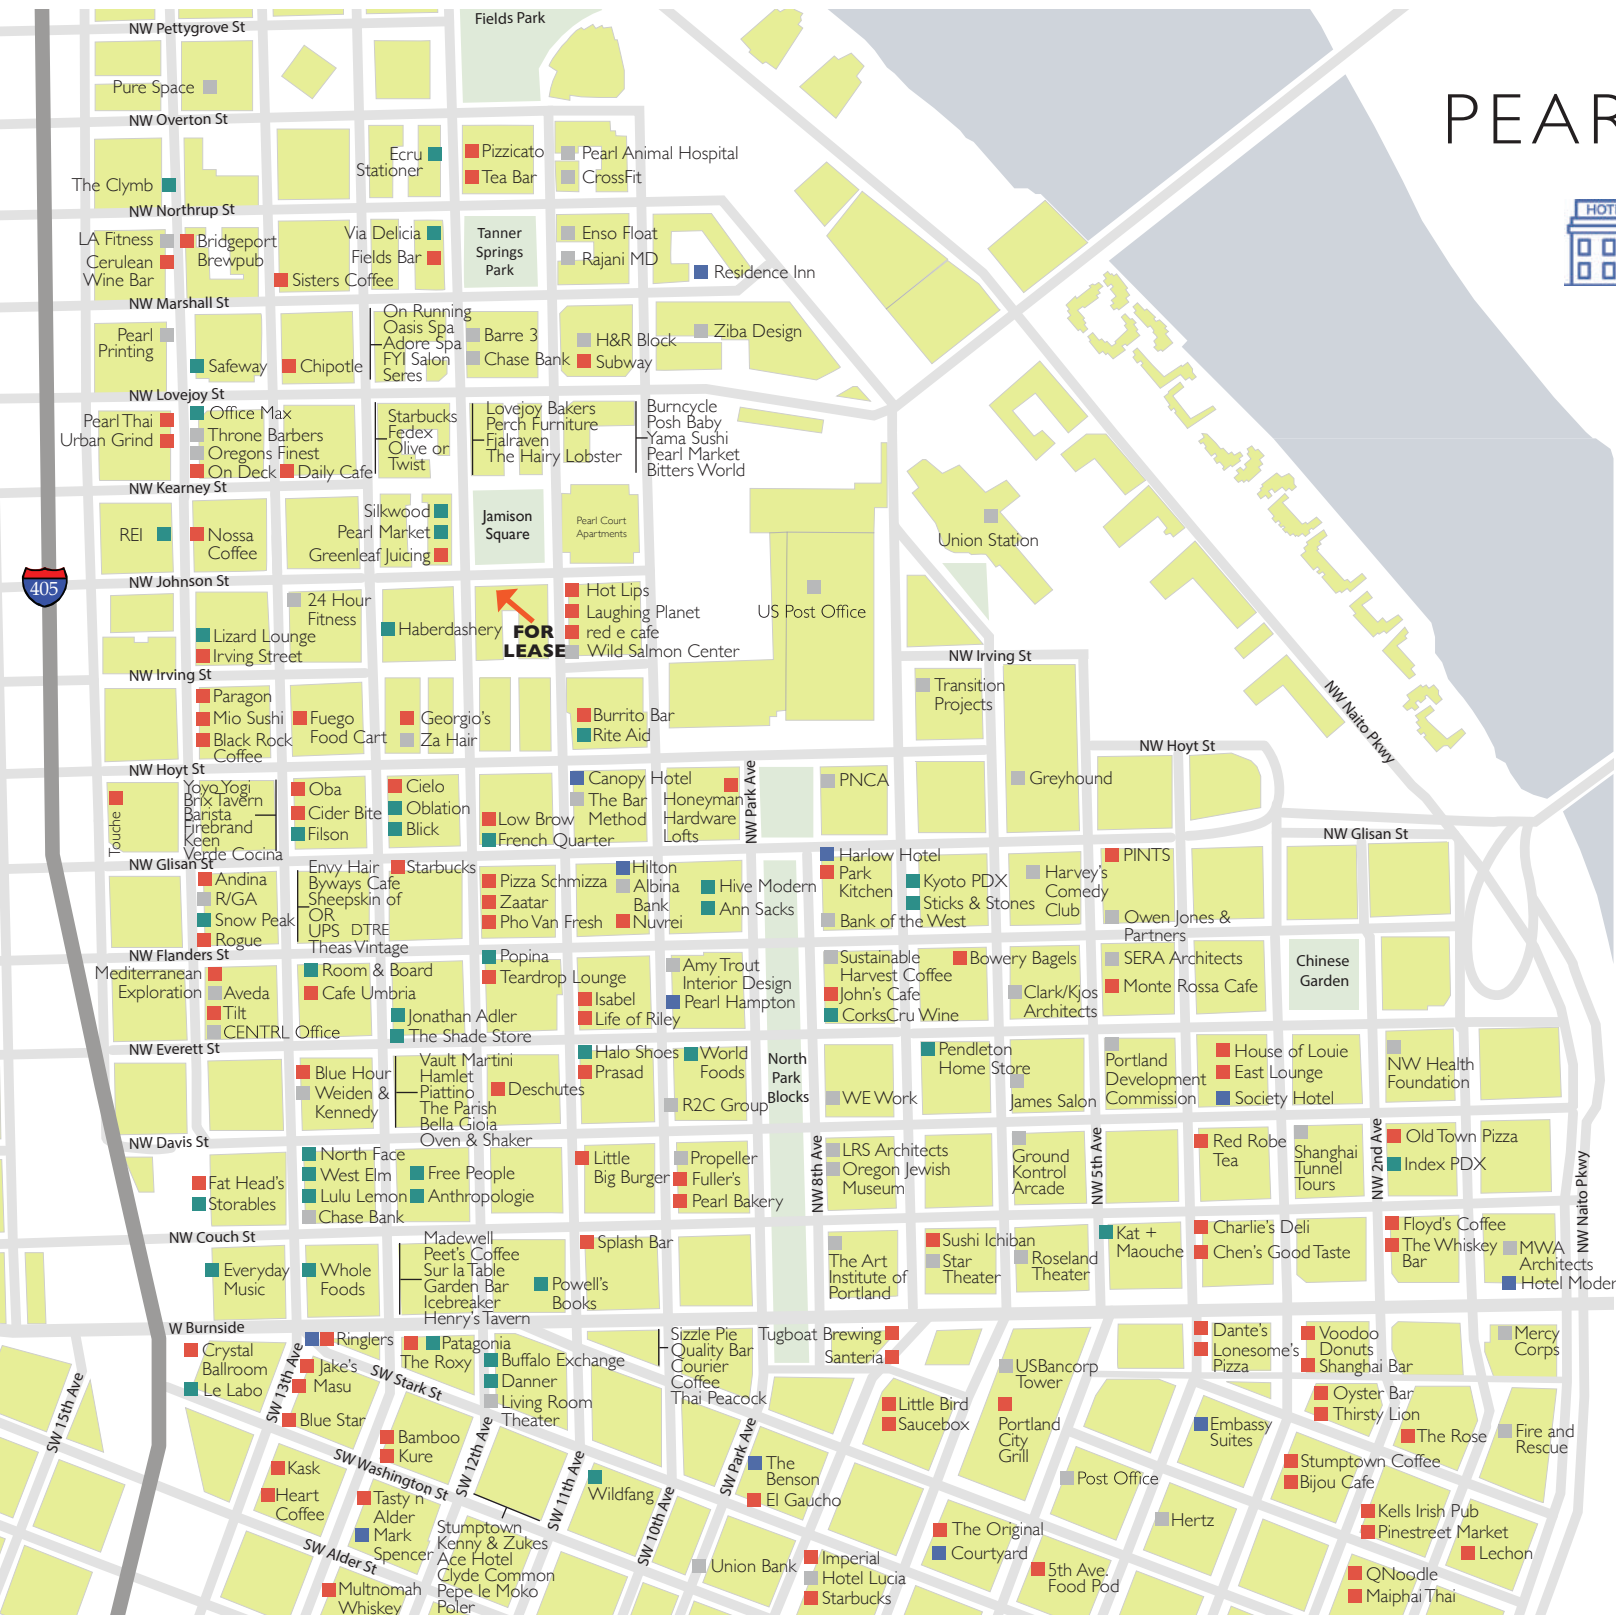 Fields Park
NW Pettygrove St
Pure Space
PEAR
NW Overton St
Ecru
Stationer
Pizzicato
Tea Bar
Pearl Animal Hospital
CrossFit
The Clymb
NW Northrup St
HOT
LA Fitness
Bridgeport
Brewpub
Cerulean
Wine Bar
Sisters Coffee
Via Delicia
Fields Bar
Tanner
Springs
Park
Enso Float
Rajani MD
Residence Inn
NW Marshall St
Pearl
Printing
Safeway
Chipotle
On Running
Oasis Spa
Adore Spa
FYI Salon
Seres
Barre 3
Chase Bank
H&R Block
Subway
Ziba Design
NW Lovejoy St
Pearl Thai
Urban Grind
Office Max
Throne Barbers
Oregons Finest
On Deck
Daily Cafe
Starbucks
Fedex
Olive or
Twist
Lovejoy Bakers
Perch Furniture
Fjalraven
The Hairy Lobster
Burncycle
Posh Baby
Yama Sushi
Pearl Market
Bitters World
NW Kearney St
REI
Nossa
Coffee
Silkwood
Pearl Market
Greenleaf Juicing
Jamison
Square
Pearl Court
Apartments
Union Station
NW Johnson St
405
24 Hour
Fitness
Lizard Lounge
Irving Street
Haberdashery
FOR
LEASE
Hot Lips
Laughing Planet
red e cafe
Wild Salmon Center
US Post Office
NW Irving St
NW Irving St
Paragon
Mio Sushi
Black Rock
Coffee
Fuego
Food Cart
Georgio's
Za Hair
Burrito Bar
Rite Aid
Transition
Projects
NW Naito Pkwy
NW Hoyt St
NW Hoyt St
Touche
Yoyo Yogi
Brix Tavern
Barista
Firebrand
Keen
Verde Cocina
Oba
Cider Bite
Filson
Cielo
Oblation
Blick
Low Brow
French Quarter
Canopy Hotel
The Bar
Method
Honeyman
Hardware
Lofts
NW Park Ave
PNCA
Greyhound
NW Glisan St
NW Glisan St
Andina
R/GA
Snow Peak
Rogue
Envy Hair
Byways Cafe
Sheepskin of
OR
UPS DTRE
Theas Vintage
Starbucks
Pizza Schmizza
Zaatar
Pho Van Fresh
Hilton
Albina
Bank
Nuvrei
Hive Modern
Ann Sacks
Harlow Hotel
Park
Kitchen
Bank of the West
Kyoto PDX
Sticks & Stones
Harvey's
Comedy
Club
PINTS
Owen Jones &
Partners
NW Flanders St
Mediterranean
Exploration
Aveda
Tilt
CENTRL Office
Room & Board
Cafe Umbria
Jonathan Adler
The Shade Store
Popina
Teardrop Lounge
Isabel
Life of Riley
Amy Trout
Interior Design
Pearl Hampton
Sustainable
Harvest Coffee
John's Cafe
CorksCru Wine
Bowery Bagels
Clark/Kjos
Architects
SERA Architects
Monte Rossa Cafe
Chinese
Garden
NW Everett St
Blue Hour
Weiden &
Kennedy
Vault Martini
Hamlet
Piattino
The Parish
Bella Gioia
Oven & Shaker
Deschutes
Halo Shoes
Prasad
World
Foods
R2C Group
North
Park
Blocks
WE Work
Pendleton
Home Store
James Salon
Portland
Development
Commission
House of Louie
East Lounge
Society Hotel
NW Health
Foundation
NW Davis St
Fat Head's
Storables
North Face
West Elm
Lulu Lemon
Chase Bank
Free People
Anthropologie
Little
Big Burger
Propeller
Fuller's
Pearl Bakery
NW 8th Ave
LRS Architects
Oregon Jewish
Museum
Ground
Kontrol
Arcade
NW 5th Ave
Red Robe
Tea
Shanghai
Tunnel
Tours
NW 2nd Ave
Old Town Pizza
Index PDX
NW Naito Pkwy
NW Couch St
Everyday
Music
Whole
Foods
Madewell
Peet's Coffee
Sur la Table
Garden Bar
Icebreaker
Henry's Tavern
Powell's
Books
Splash Bar
The Art
Institute of
Portland
Sushi Ichiban
Star
Theater
Roseland
Theater
Kat +
Maouche
Charlie's Deli
Chen's Good Taste
Floyd's Coffee
The Whiskey
Bar
MWA
Architects
Hotel Moder
W Burnside
Crystal
Ballroom
Le Labo
SW 13th Ave
Ringlers
Jake's
Masu
Blue Star
SW Stark St
The Roxy
Patagonia
Buffalo Exchange
Danner
Living Room
Theater
Sizzle Pie
Quality Bar
Courier
Coffee
Thai Peacock
Tugboat Brewing
Santeria
Little Bird
Saucebox
USBancorp
Tower
Portland
City
Grill
Dante's
Lonesome's
Pizza
Voodoo
Donuts
Shanghai Bar
Oyster Bar
Thirsty Lion
Mercy
Corps
The Rose
Fire and
Rescue
Embassy
Suites
Stumptown Coffee
Bijou Cafe
SW 15th Ave
Bamboo
Kure
SW Washington St
SW 12th Ave
SW 11th Ave
SW 10th Ave
SW Park Ave
Kask
Heart
Coffee
Tasty n
Alder
Mark
Spencer
SW Alder St
Multnomah
Whiskey
Stumptown
Kenny & Zukes
Ace Hotel
Clyde Common
Pepe le Moko
Poler
Wildfang
The
Benson
El Gaucho
Union Bank
Imperial
Hotel Lucia
Starbucks
The Original
Courtyard
Post Office
5th Ave.
Food Pod
Hertz
Kells Irish Pub
Pinestreet Market
Lechon
QNoodle
Maiphai Thai